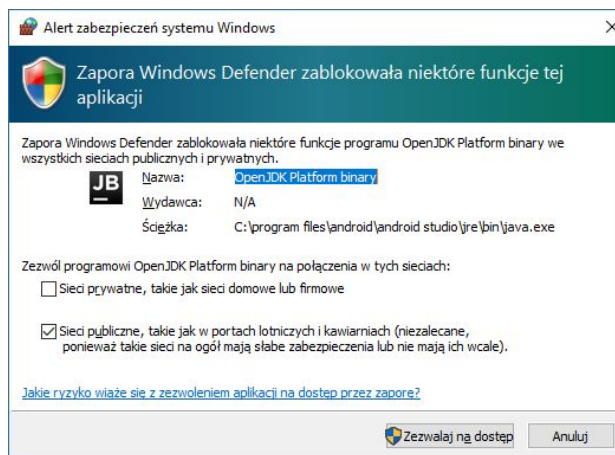 Alert zabezpieczeń systemu Windows
Zapora Windows Defender zablokowała niektóre funkcje tej
aplikacji
Zapora Windows Defender zablokowała niektóre funkcje programu OpenJDK Platform binary we
wszystkich sieciach publicznych i prywatnych.
JB
Nazwa: OpenJDK Platform binary
Wydawca: N/A
Ścieżka: C:\program files\android\android studio\jre\bin\java.exe
Zezwól programowi OpenJDK Platform binary na połączenia w tych sieciach:
Sieci prywatne, takie jak sieci domowe lub firmowe
Sieci publiczne, takie jak w portach lotniczych i kawiarniach (niezalecane,
ponieważ takie sieci na ogół mają słabe zabezpieczenia lub nie mają ich wcale).
Jakie ryzyko wiąże się z zezwoleniem aplikacji na dostęp przez zaporę?
Zezwalaj na dostęp Anuluj